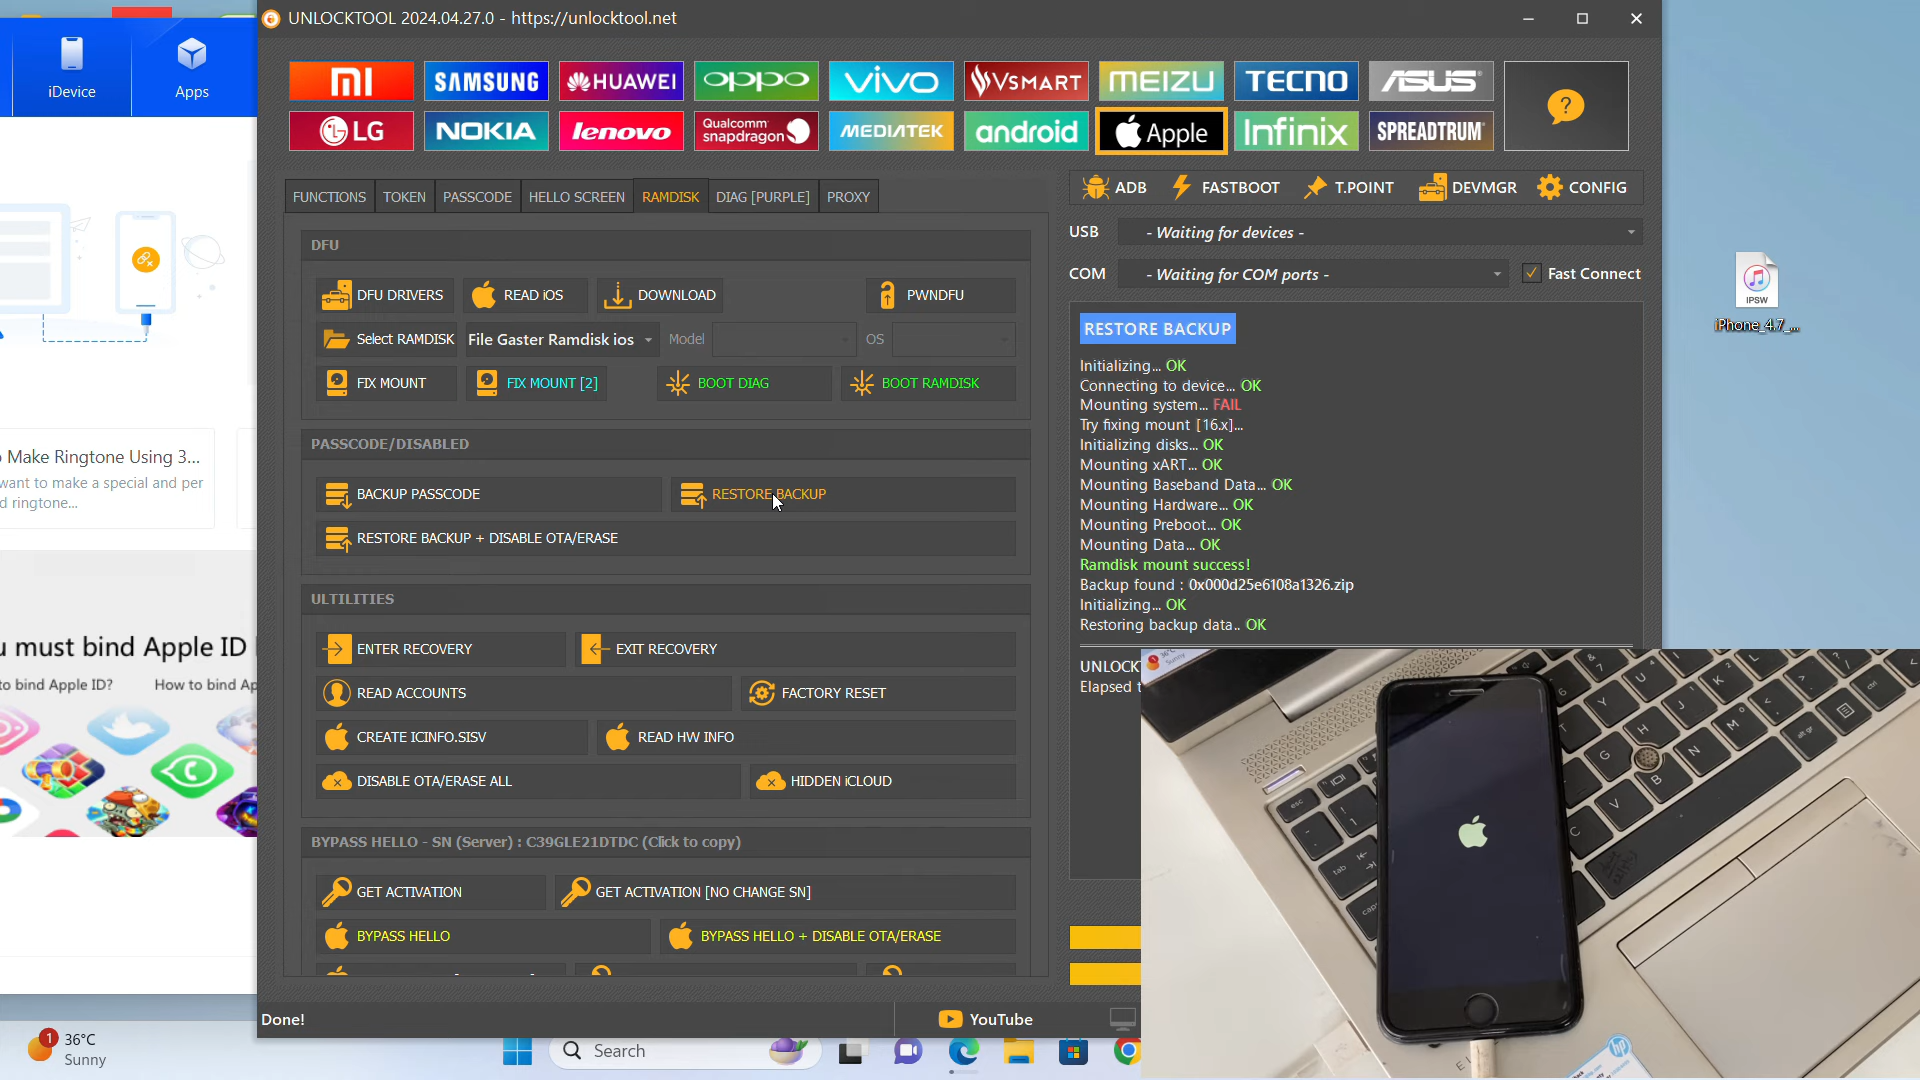 UNLOCKTOOL 2024.04.27.0 - https://unlocktool.net
iDevice
Apps
mi
SAMSUNG
HUAWEI
oppo
vivo
VSMART
MEIZU
TECNO
ASUS
?
LG
NOKIA
lenovo
Qualcomm snapdragon
MEDIATEK
android
Apple
Infinix
SPREADTRUM
FUNCTIONS
TOKEN
PASSCODE
HELLO SCREEN
RAMDISK
DIAG [PURPLE]
PROXY
ADB
FASTBOOT
T.POINT
DEVMGR
CONFIG
USB
- Waiting for devices -
COM
- Waiting for COM ports -
Fast Connect
DFU
DFU DRIVERS
READ iOS
DOWNLOAD
PWNDFU
Select RAMDISK
File Gaster Ramdisk ios
Model
OS
FIX MOUNT
FIX MOUNT [2]
BOOT DIAG
BOOT RAMDISK
PASSCODE/DISABLED
BACKUP PASSCODE
RESTORE BACKUP
RESTORE BACKUP + DISABLE OTA/ERASE
ULTILITIES
ENTER RECOVERY
EXIT RECOVERY
READ ACCOUNTS
FACTORY RESET
CREATE ICINFO.SISV
READ HW INFO
DISABLE OTA/ERASE ALL
HIDDEN iCLOUD
BYPASS HELLO - SN (Server) : C39GLE21DTDC (Click to copy)
GET ACTIVATION
GET ACTIVATION [NO CHANGE SN]
BYPASS HELLO
BYPASS HELLO + DISABLE OTA/ERASE
RESTORE BACKUP
Initializing... OK
Connecting to device... OK
Mounting system... FAIL
Try fixing mount [16.x]...
Initializing disks... OK
Mounting xART... OK
Mounting Baseband Data... OK
Mounting Hardware... OK
Mounting Preboot... OK
Mounting Data... OK
Ramdisk mount success!
Backup found : 0x000d25e6108a1326.zip
Initializing... OK
Restoring backup data.. OK
UNLOCK
Elapsed t
IPSW
iPhone_4.7_...
Make Ringtone Using 3...
want to make a special and per
d ringtone...
u must bind Apple ID
to bind Apple ID?
How to bind Ap
Done!
YouTube
1
36°C
Sunny
Search
esc
tab
hp